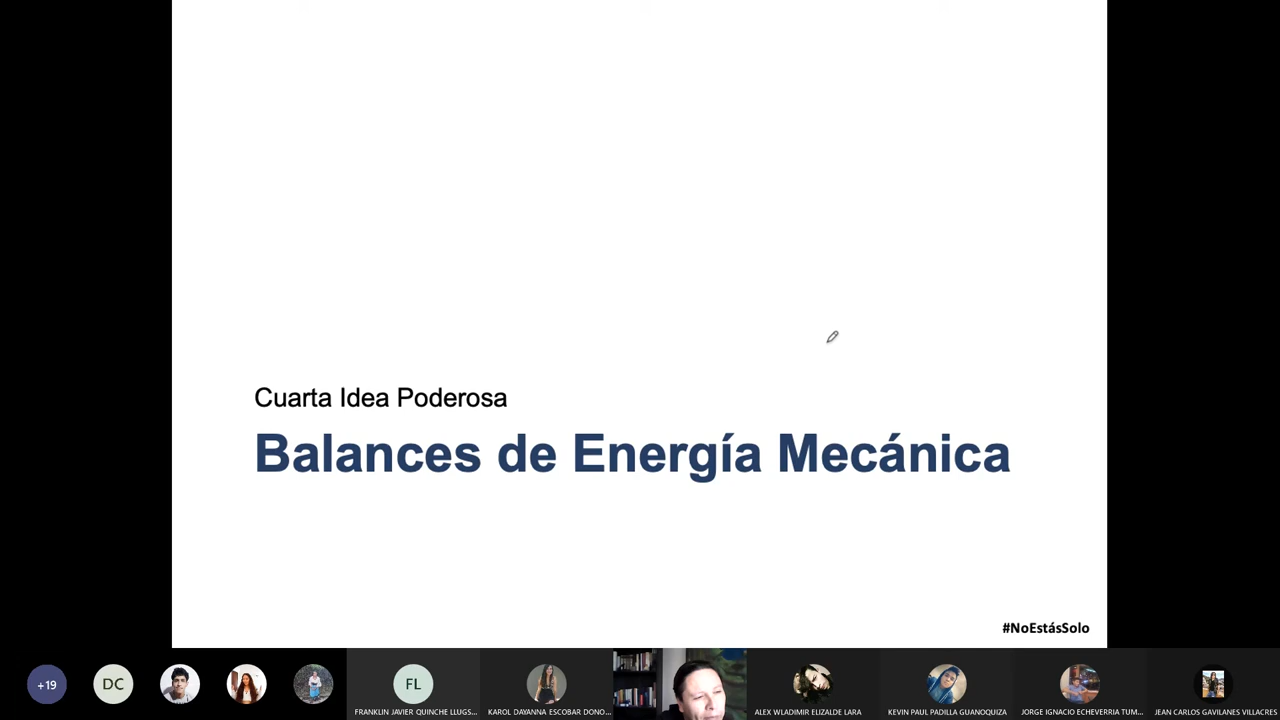 Cuarta Idea Poderosa
Balances de Energía Mecánica
#NoEstásSolo
+19
DC
FL
FRANKLIN JAVIER QUINCHE LLUGS...
KAROL DAYANNA ESCOBAR DONO...
ALEX WLADIMIR ELIZALDE LARA
KEVIN PAUL PADILLA GUANOQUIZA
JORGE IGNACIO ECHEVERRIA TUM...
JEAN CARLOS GAVILANES VILLACRES